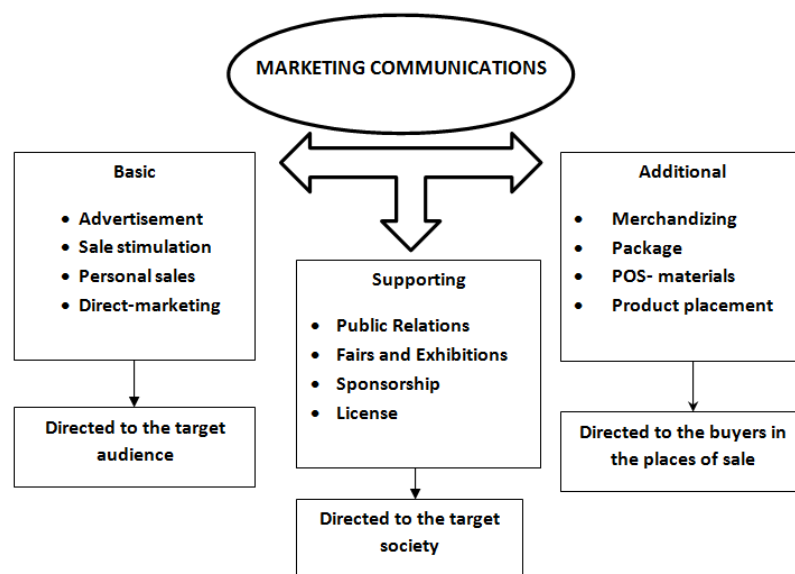 MARKETING COMMUNICATIONS
Basic
• Advertisement
• Sale stimulation
• Personal sales
• Direct-marketing
Directed to the target
audience
Supporting
• Public Relations
• Fairs and Exhibitions
• Sponsorship
• License
Directed to the target
society
Additional
• Merchandizing
• Package
• POS- materials
• Product placement
Directed to the buyers in
the places of sale